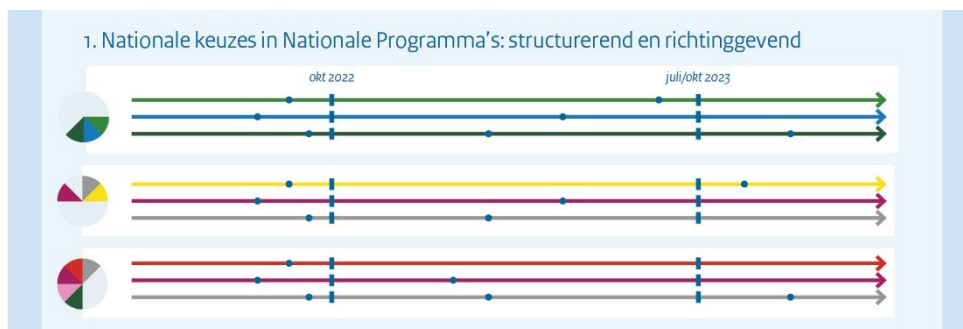 1. Nationale keuzes in Nationale Programma's: structurerend en richtinggevend
okt 2022
juli/okt 2023